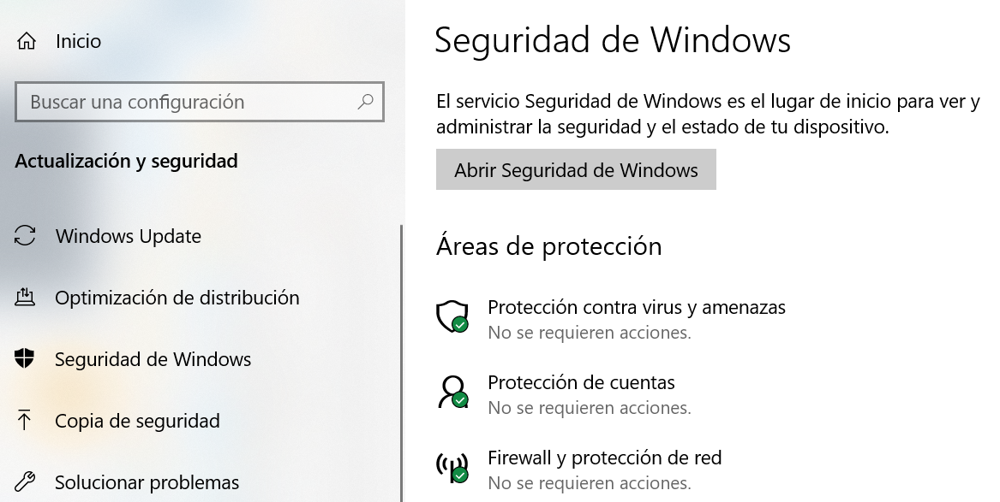 Inicio
Buscar una configuración
Actualización y seguridad
Windows Update
Optimización de distribución
Seguridad de Windows
Copia de seguridad
Solucionar problemas
Seguridad de Windows
El servicio Seguridad de Windows es el lugar de inicio para ver y
administrar la seguridad y el estado de tu dispositivo.
Abrir Seguridad de Windows
Áreas de protección
Protección contra virus y amenazas
No se requieren acciones.
Protección de cuentas
No se requieren acciones.
Firewall y protección de red
No se requieren acciones.